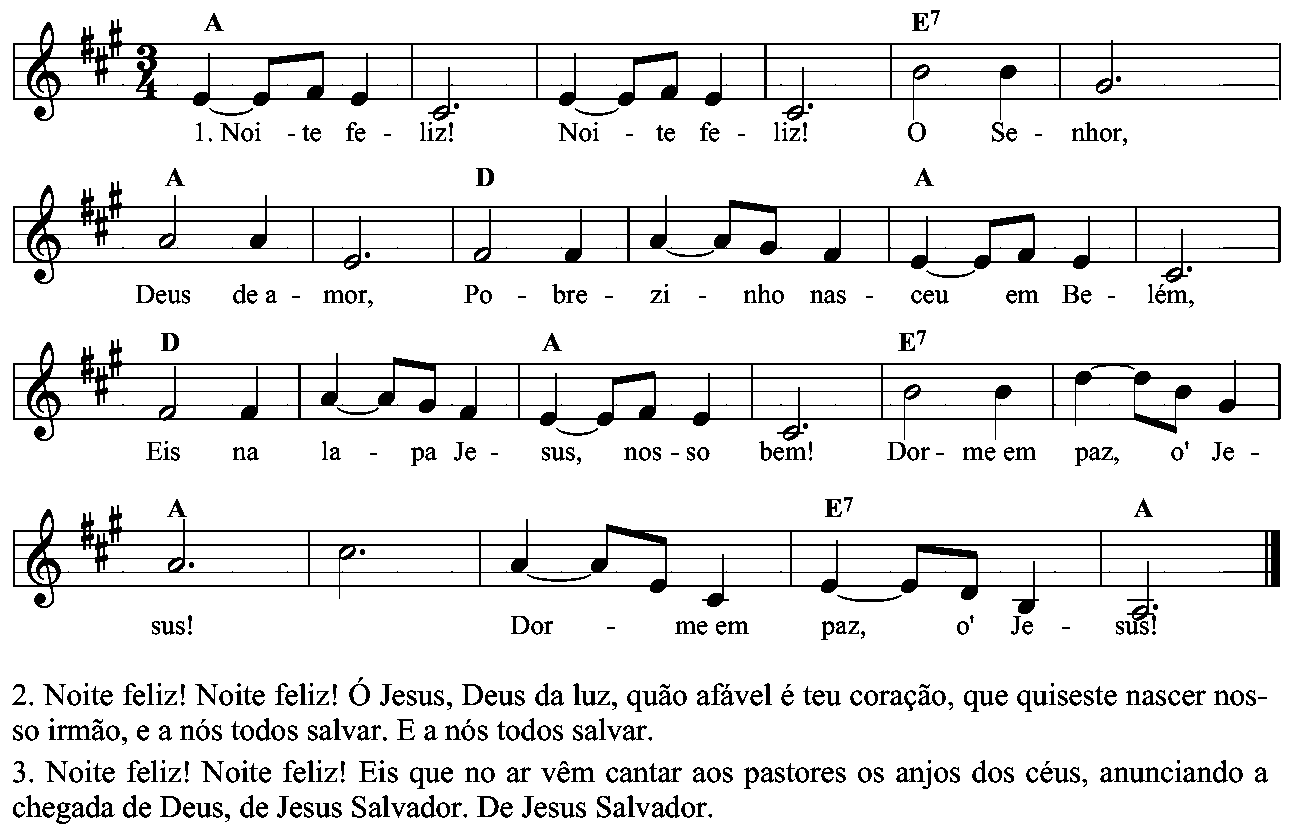 A E7
1. Noi - te fe - liz! Noi - te fe - liz! O Se - nhor,
A D A
Deus de a - mor, Po - bre - zi - nho nas - ceu em Be - lém,
D A E7
Eis na la - pa Je - sus, nos - so bem! Dor - me em paz, o' Je -
A E7 A
sus! Dor - me em paz, o' Je - sus!
2. Noite feliz! Noite feliz! Ó Jesus, Deus da luz, quão afável é teu coração, que quiseste nascer nos-
so irmão, e a nós todos salvar. E a nós todos salvar.
3. Noite feliz! Noite feliz! Eis que no ar vêm cantar aos pastores os anjos dos céus, anunciando a
chegada de Deus, de Jesus Salvador. De Jesus Salvador.